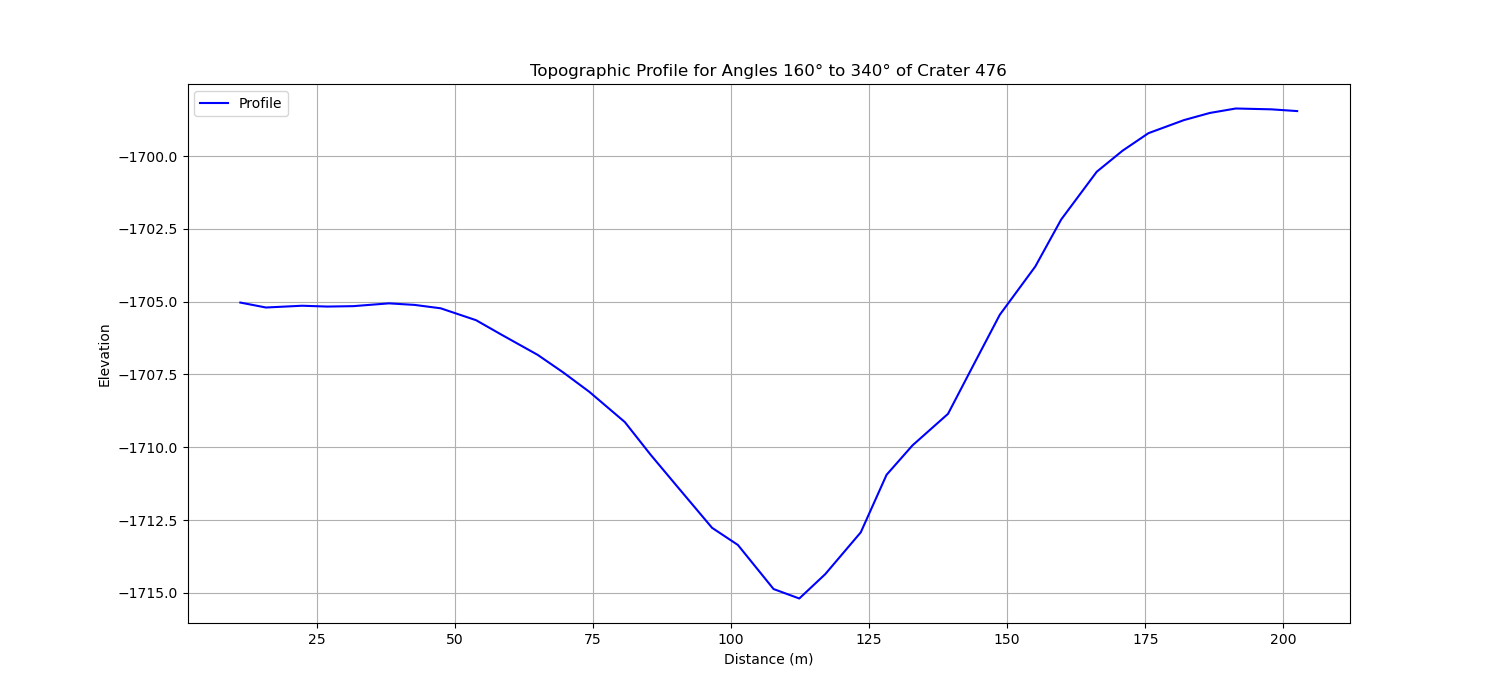 Topographic Profile for Angles 160° to 340° of Crater 476
Profile
−1700.0
−1702.5
−1705.0
−1707.5
−1710.0
−1712.5
−1715.0
Elevation
25 50 75 100 125 150 175 200
Distance (m)